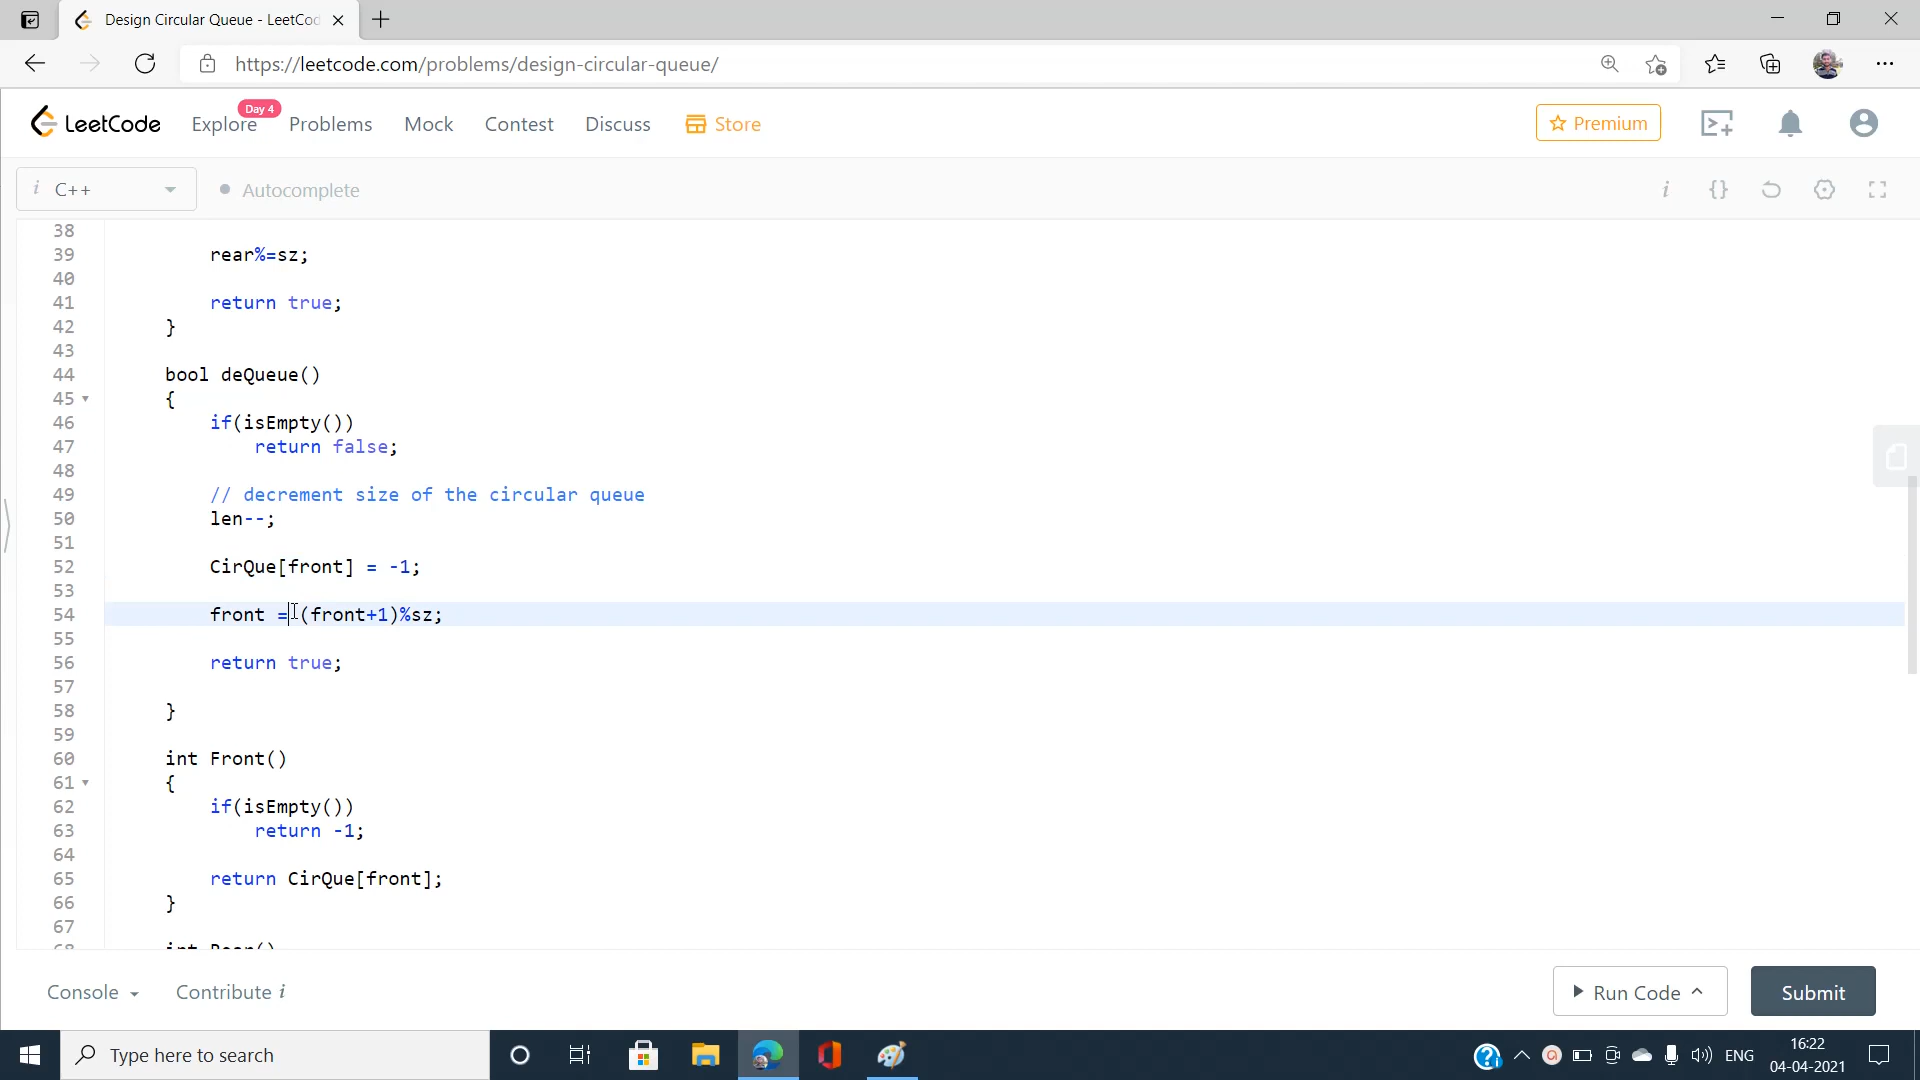 Design Circular Queue - LeetCod
https://leetcode.com/problems/design-circular-queue/
LeetCode Explore Day 4 Problems Mock Contest Discuss Store Premium
i C++ Autocomplete i {}
38
39 rear%=sz;
40
41 return true;
42 }
43
44 bool deQueue()
45 {
46 if(isEmpty())
47 return false;
48
49 // decrement size of the circular queue
50 len--;
51
52 CirQue[front] = -1;
53
54 front = (front+1)%sz;
55
56 return true;
57
58 }
59
60 int Front()
61 {
62 if(isEmpty())
63 return -1;
64
65 return CirQue[front];
66 }
67
68 int Rear()
Console Contribute i Run Code Submit
Type here to search ENG 16:22
04-04-2021